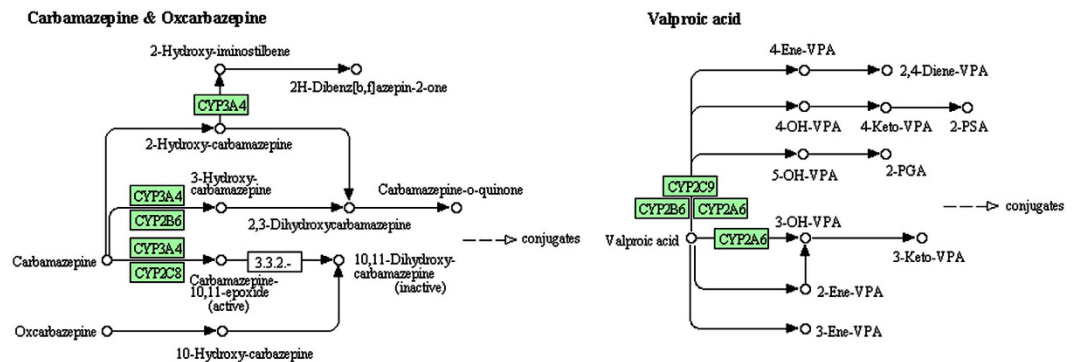 Carbamazepine & Oxcarbazepine
2-Hydroxy-iminostilbene
2H-Dibenz[b,f]azepin-2-one
CYP3A4
2-Hydroxy-carbamazepine
3-Hydroxy-
carbamazepine
CYP3A4
CYP2B6
Carbamazepine-o-quinone
2,3-Dihydroxycarbamazepine
conjugates
CYP3A4
Carbamazepine
CYP2C8
3.3.2.-
Carbamazepine-
10,11-epoxide
(active)
10,11-Dihydroxy-
carbamazepine
(inactive)
Oxcarbazepine
10-Hydroxy-carbazepine
Valproic acid
4-Ene-VPA
2,4-Diene-VPA
4-OH-VPA
4-Keto-VPA
2-PSA
5-OH-VPA
2-PGA
CYP2C9
CYP2B6
CYP2A6
conjugates
Valproic acid
CYP2A6
3-OH-VPA
3-Keto-VPA
2-Ene-VPA
3-Ene-VPA